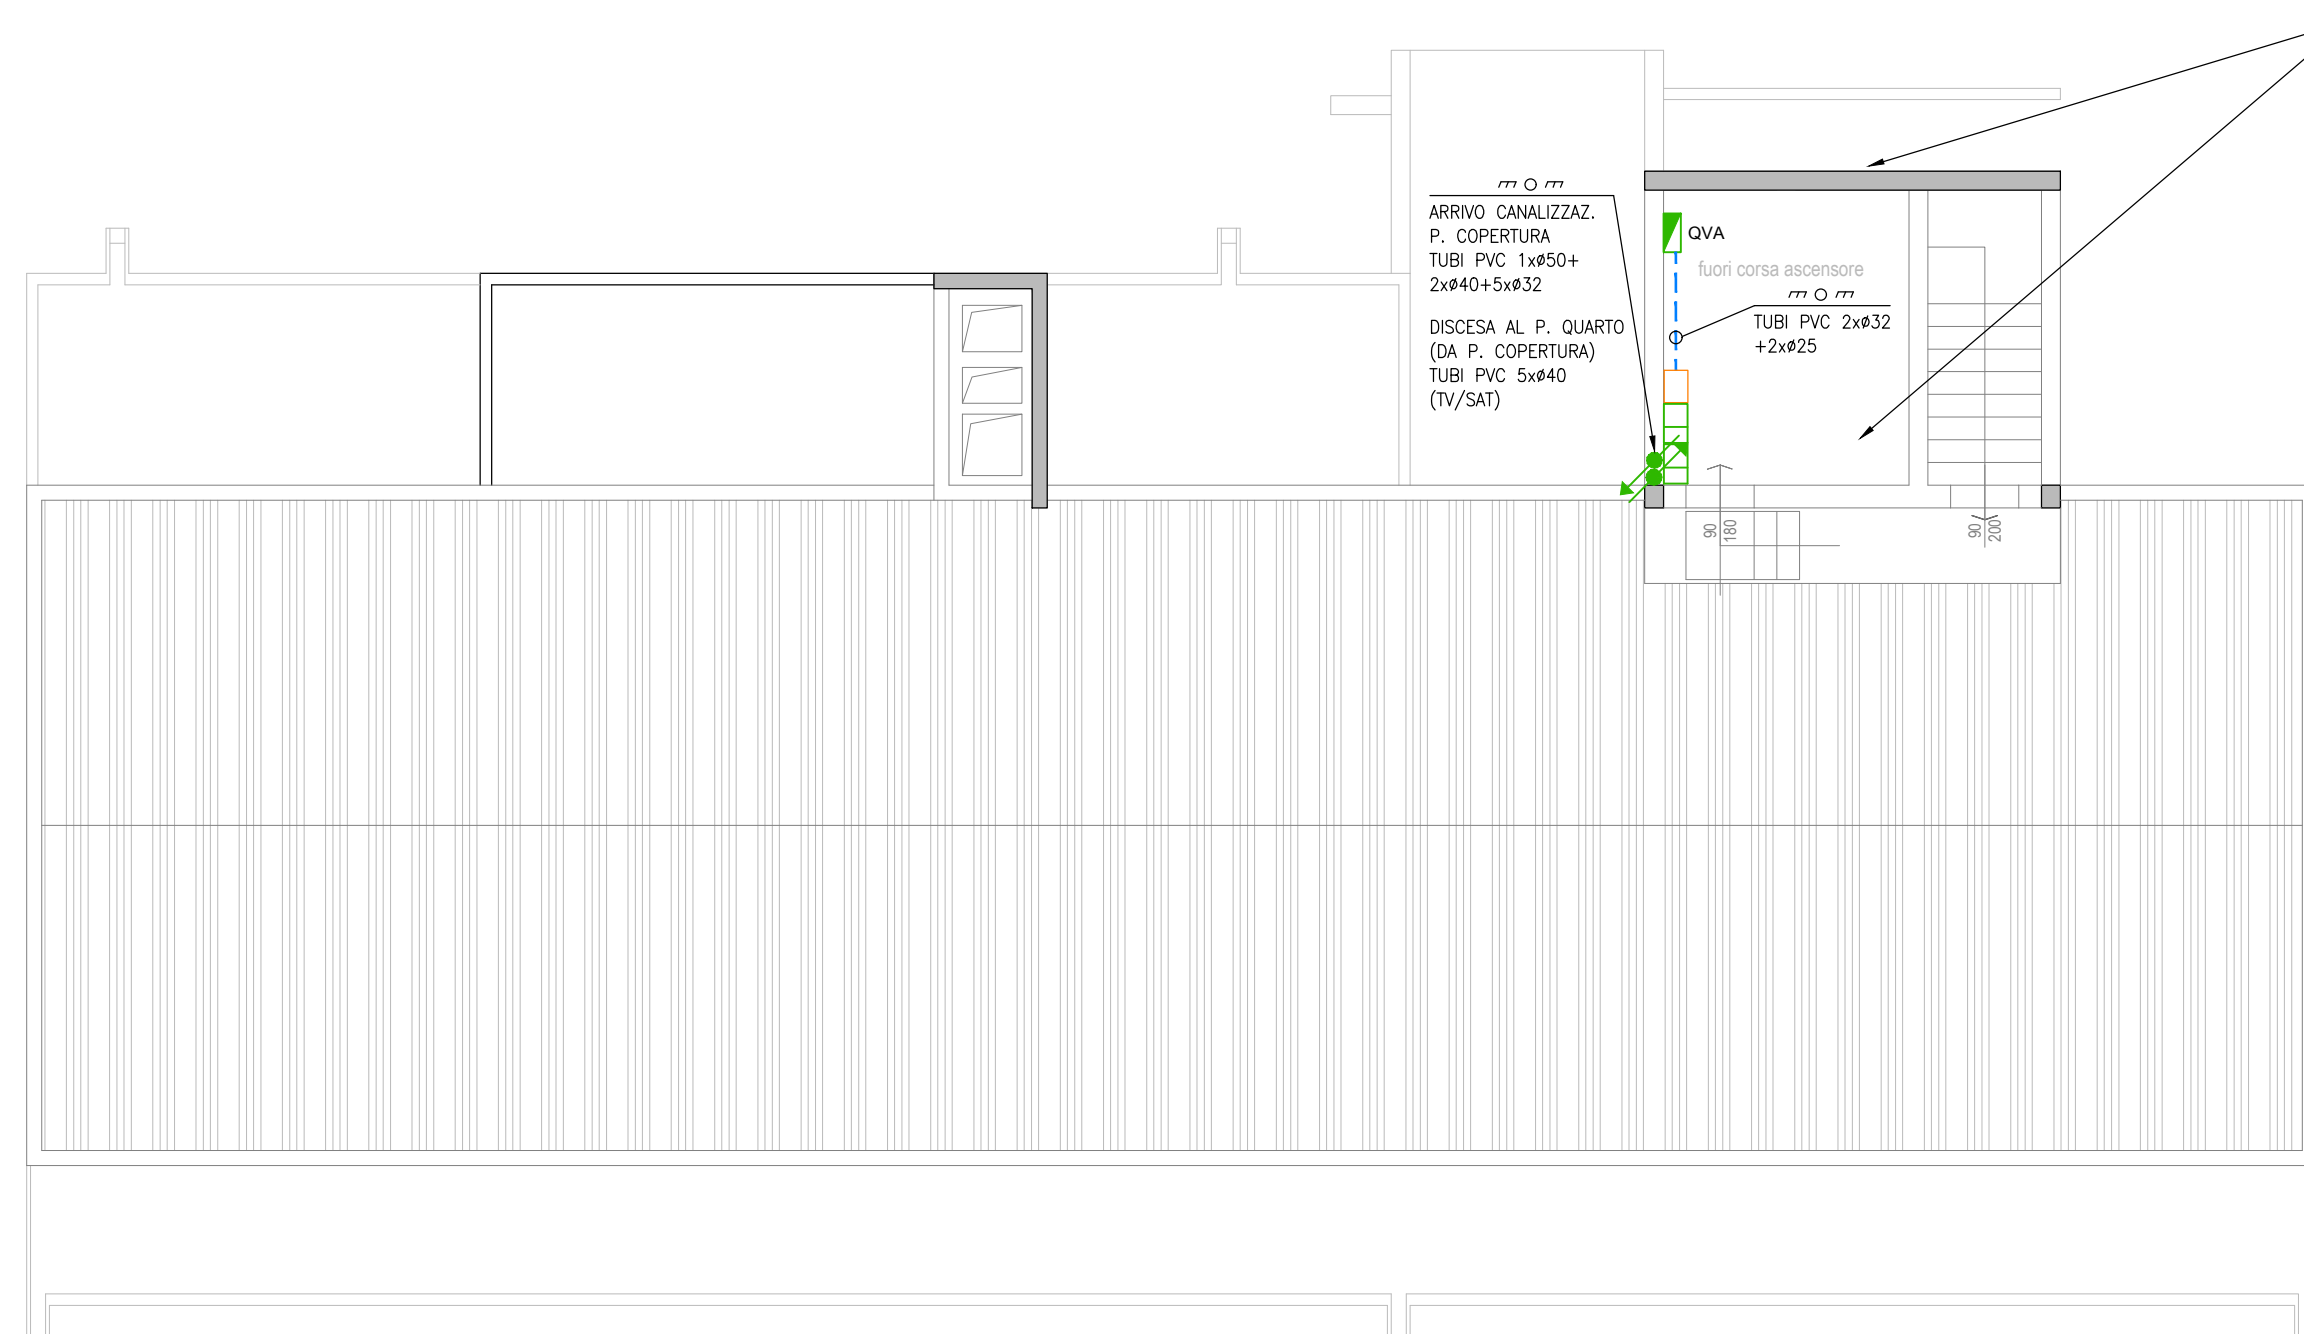 ARRIVO CANALIZZAZ.
P. COPERTURA
TUBI PVC 1xø50+
2xø40+5xø32
DISCESA AL P. QUARTO
(DA P. COPERTURA)
TUBI PVC 5xø40
(TV/SAT)
QVA
fuori corsa ascensore
TUBI PVC 2xø32
+2xø25
90
180
90
200